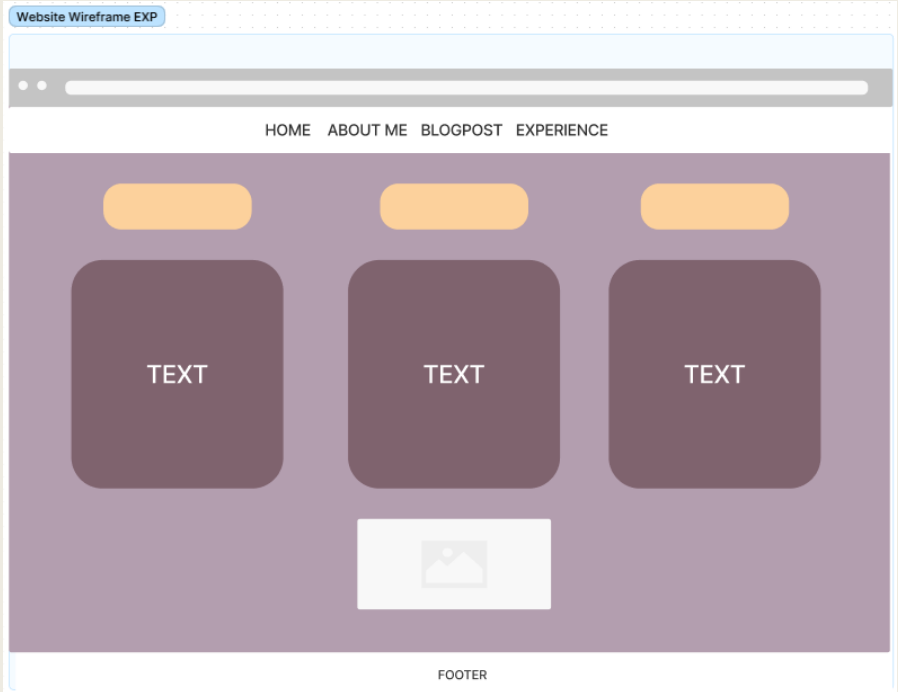 Website Wireframe EXP
HOME ABOUT ME BLOGPOST EXPERIENCE
TEXT TEXT TEXT
FOOTER